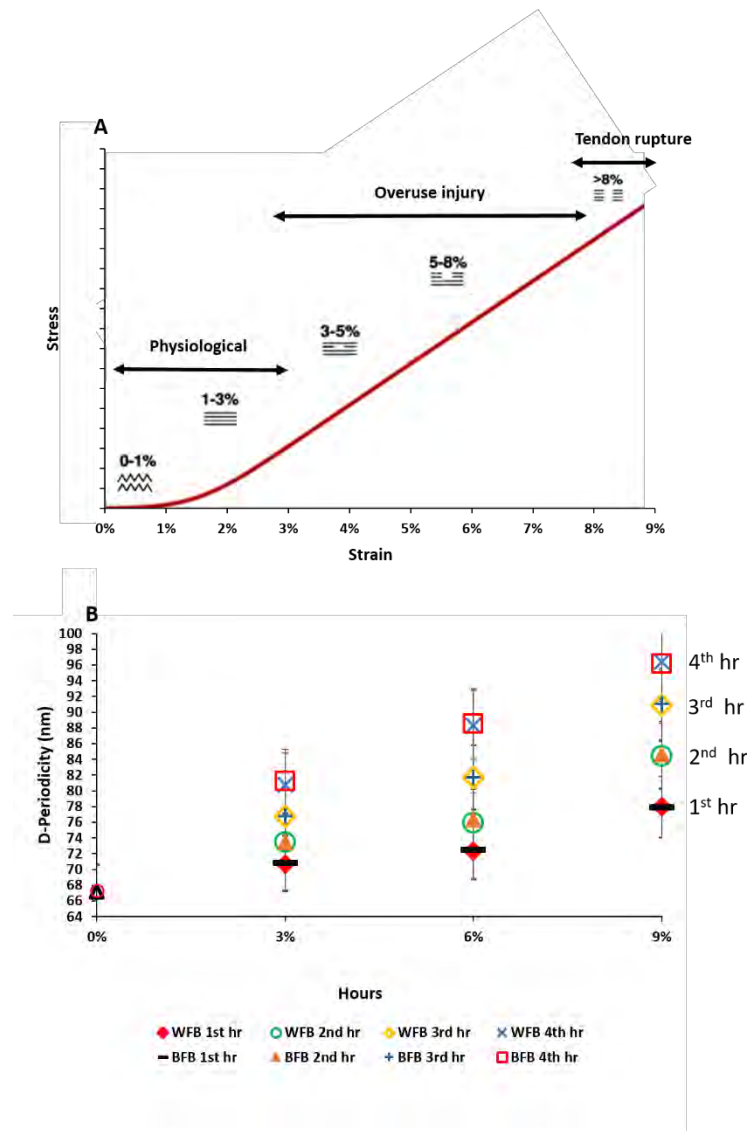 A
Tendon rupture
>8%
Overuse injury
5-8%
3-5%
Physiological
1-3%
0-1%
Stress
0% 1% 2% 3% 4% 5% 6% 7% 8% 9%
Strain
B
100
98
96
94
92
90
88
86
84
82
80
78
76
74
72
70
68
66
64
D-Periodicity (nm)
4th hr
3rd hr
2nd hr
1st hr
0% 3% 6% 9%
Hours
WFB 1st hr WFB 2nd hr WFB 3rd hr WFB 4th hr
BFB 1st hr BFB 2nd hr BFB 3rd hr BFB 4th hr